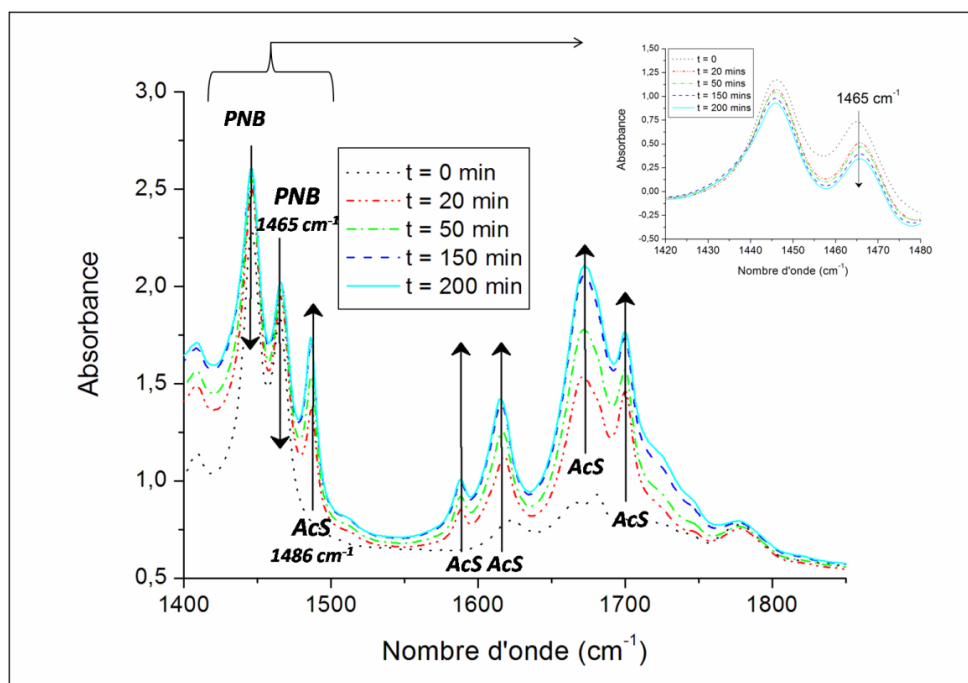 PNB
PNB
1465 cm-1
t = 0 min
t = 20 min
t = 50 min
t = 150 min
t = 200 min
AcS
1486 cm-1
AcS
AcS
AcS
AcS
3,0
2,5
2,0
1,5
1,0
0,5
Absorbance
1400
1500
1600
1700
1800
Nombre d'onde (cm-1)
1,50
1,25
1,00
0,75
0,50
0,25
0,00
-0,25
-0,50
Absorbance
t = 0
t = 20 mins
t = 50 mins
t = 150 mins
t = 200 mins
1465 cm-1
1420
1430
1440
1450
1460
1470
1480
Nombre d'onde (cm-1)